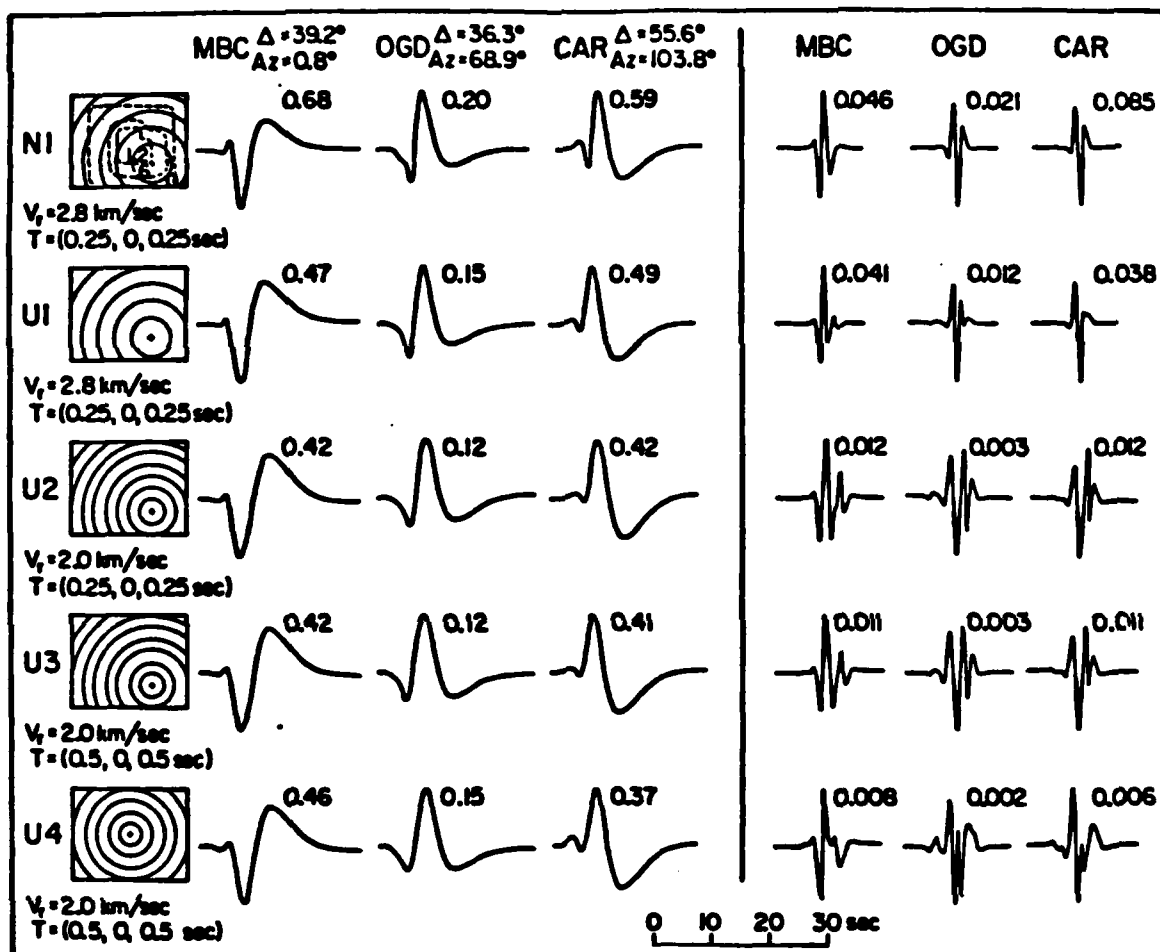 MBC Δ=39.2° Az=0.8° OGD Δ=36.3° Az=68.9° CAR Δ=55.6° Az=103.8° MBC OGD CAR
N1 0.68 0.20 0.59 0.046 0.021 0.085
Vr=2.8 km/sec
T=(0.25, 0, 0.25 sec)
U1 0.47 0.15 0.49 0.041 0.012 0.038
Vr=2.8 km/sec
T=(0.25, 0, 0.25 sec)
U2 0.42 0.12 0.42 0.012 0.003 0.012
Vr=2.0 km/sec
T=(0.25, 0, 0.25 sec)
U3 0.42 0.12 0.41 0.011 0.003 0.011
Vr=2.0 km/sec
T=(0.5, 0, 0.5 sec)
U4 0.46 0.15 0.37 0.008 0.002 0.006
Vr=2.0 km/sec
T=(0.5, 0, 0.5 sec)
0 10 20 30 sec